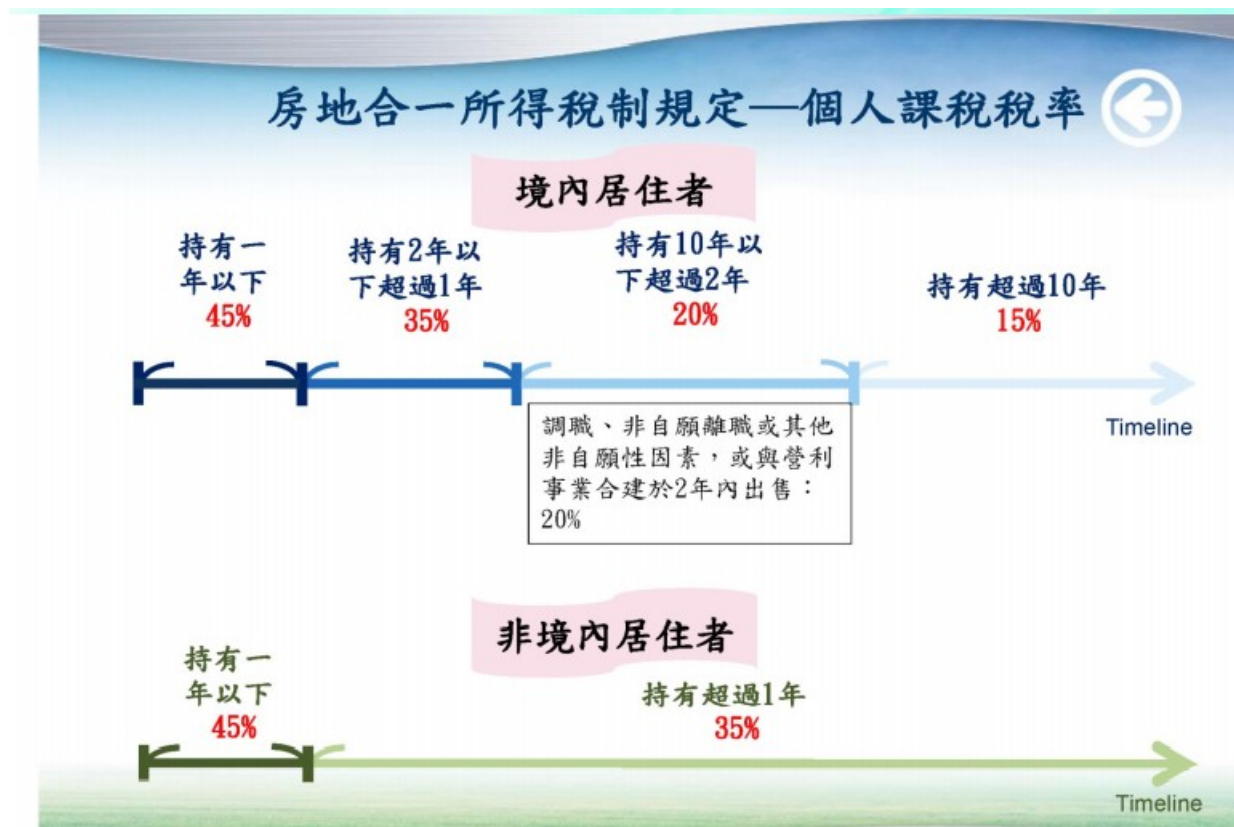 房地合一所得稅制規定—個人課稅稅率
境內居住者
持有一
年以下
45%
持有2年以
下超過1年
35%
持有10年以
下超過2年
20%
持有超過10年
15%
Timeline
調職、非自願離職或其他
非自願性因素，或與營利
事業合建於2年內出售：
20%
非境內居住者
持有一
年以下
45%
持有超過1年
35%
Timeline